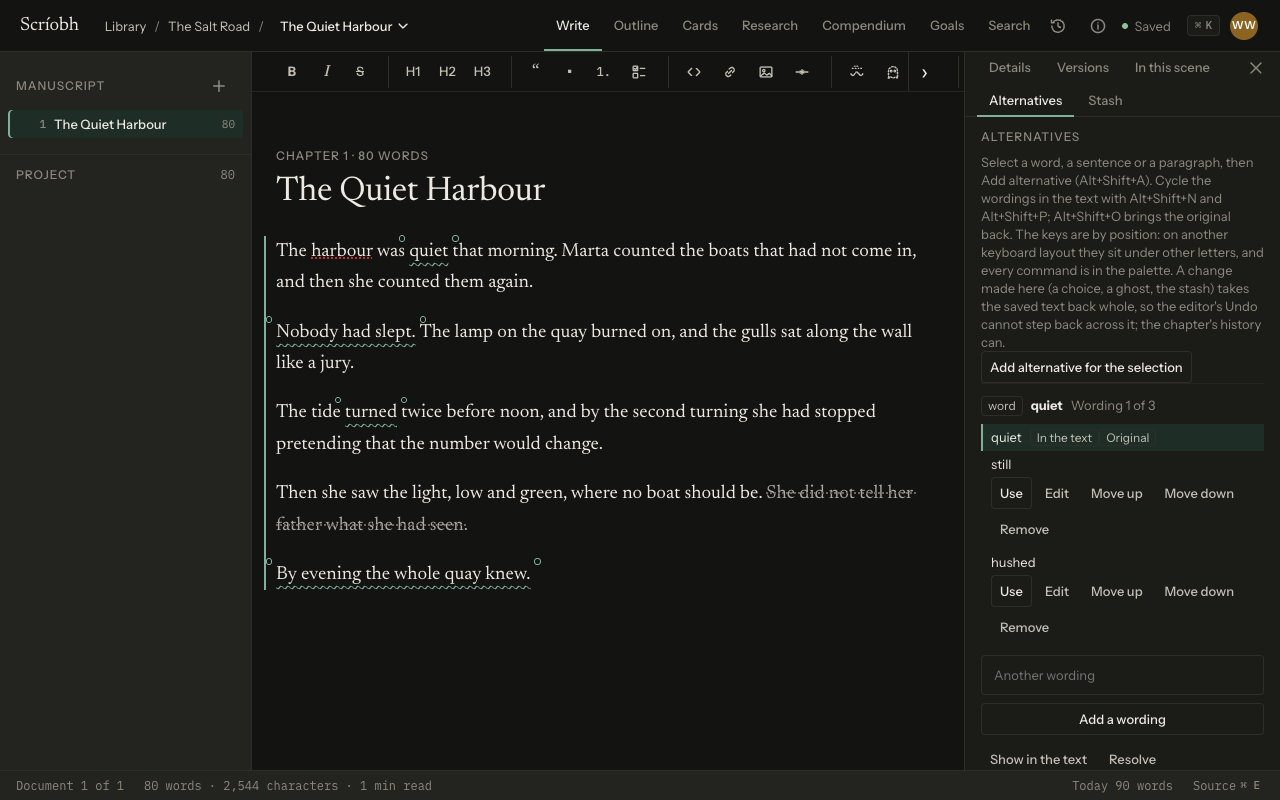 Scríobh
Library / The Salt Road / The Quiet Harbour
Write Outline Cards Research Compendium Goals Search Saved ⌘ K WW
B I S H1 H2 H3 “ ▪ 1. <> ›
MANUSCRIPT +
1 The Quiet Harbour 80
PROJECT 80
CHAPTER 1 · 80 WORDS
The Quiet Harbour
The harbour was quiet that morning. Marta counted the boats that had not come in,
and then she counted them again.
Nobody had slept. The lamp on the quay burned on, and the gulls sat along the wall
like a jury.
The tide turned twice before noon, and by the second turning she had stopped
pretending that the number would change.
Then she saw the light, low and green, where no boat should be. She did not tell her
father what she had seen.
By evening the whole quay knew.
Details Versions In this scene
Alternatives Stash
ALTERNATIVES
Select a word, a sentence or a paragraph, then
Add alternative (Alt+Shift+A). Cycle the
wordings in the text with Alt+Shift+N and
Alt+Shift+P; Alt+Shift+O brings the original
back. The keys are by position: on another
keyboard layout they sit under other letters, and
every command is in the palette. A change
made here (a choice, a ghost, the stash) takes
the saved text back whole, so the editor's Undo
cannot step back across it; the chapter's history
can.
Add alternative for the selection
word quiet Wording 1 of 3
quiet In the text Original
still
Use Edit Move up Move down
Remove
hushed
Use Edit Move up Move down
Remove
Another wording
Add a wording
Show in the text Resolve
Document 1 of 1 80 words · 2,544 characters · 1 min read
Today 90 words Source ⌘ E